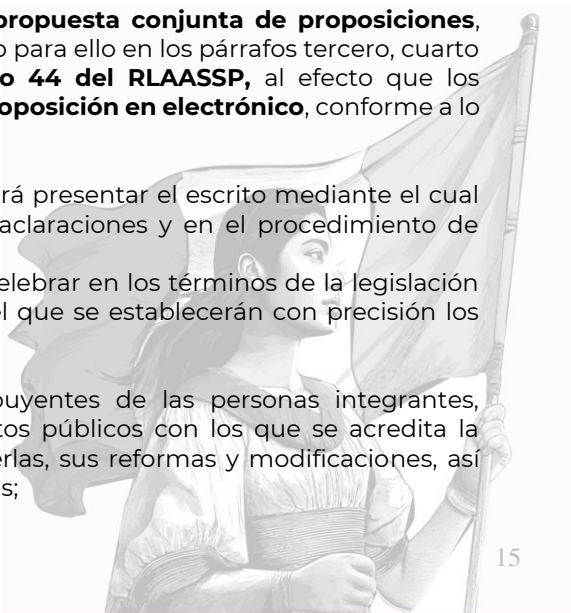 propuesta conjunta de proposiciones,
o para ello en los párrafos tercero, cuarto
o 44 del RLAASSP, al efecto que los
oposición en electrónico, conforme a lo
rá presentar el escrito mediante el cual
aclaraciones y en el procedimiento de
elebrar en los términos de la legislación
el que se establecerán con precisión los
buyentes de las personas integrantes,
tos públicos con los que se acredita la
erlas, sus reformas y modificaciones, así
s;
15